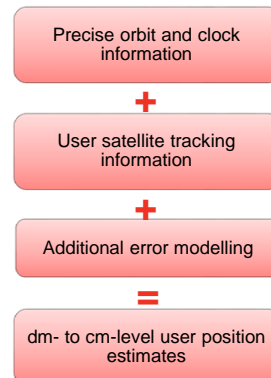 Precise orbit and clock
information
+
User satellite tracking
information
+
Additional error modelling
=
dm- to cm-level user position
estimates